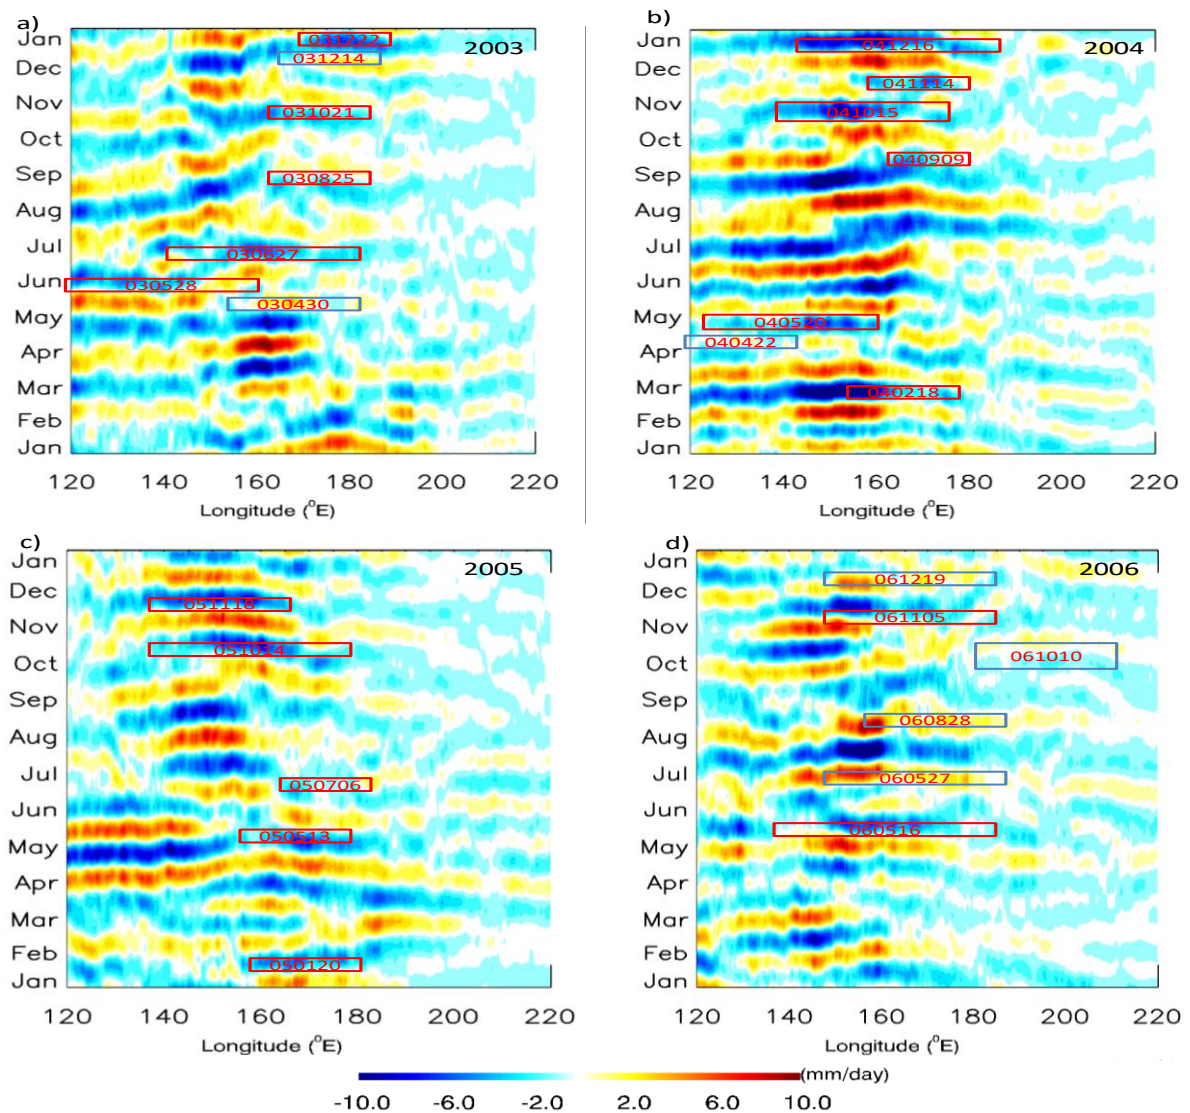 a)
2003
Jan
Dec
Nov
Oct
Sep
Aug
Jul
Jun
May
Apr
Mar
Feb
Jan
031222
031214
031021
030825
030627
030528
030430
120 140 160 180 200 220
Longitude (°E)
b)
2004
Jan
Dec
Nov
Oct
Sep
Aug
Jul
Jun
May
Apr
Mar
Feb
Jan
041216
041114
041015
040909
040520
040422
040218
120 140 160 180 200 220
Longitude (°E)
c)
2005
Jan
Dec
Nov
Oct
Sep
Aug
Jul
Jun
May
Apr
Mar
Feb
Jan
051118
051014
050706
050513
050120
120 140 160 180 200 220
Longitude (°E)
d)
2006
Jan
Dec
Nov
Oct
Sep
Aug
Jul
Jun
May
Apr
Mar
Feb
Jan
061219
061105
061010
060828
060527
060516
120 140 160 180 200 220
Longitude (°E)
(mm/day)
-10.0 -6.0 -2.0 2.0 6.0 10.0